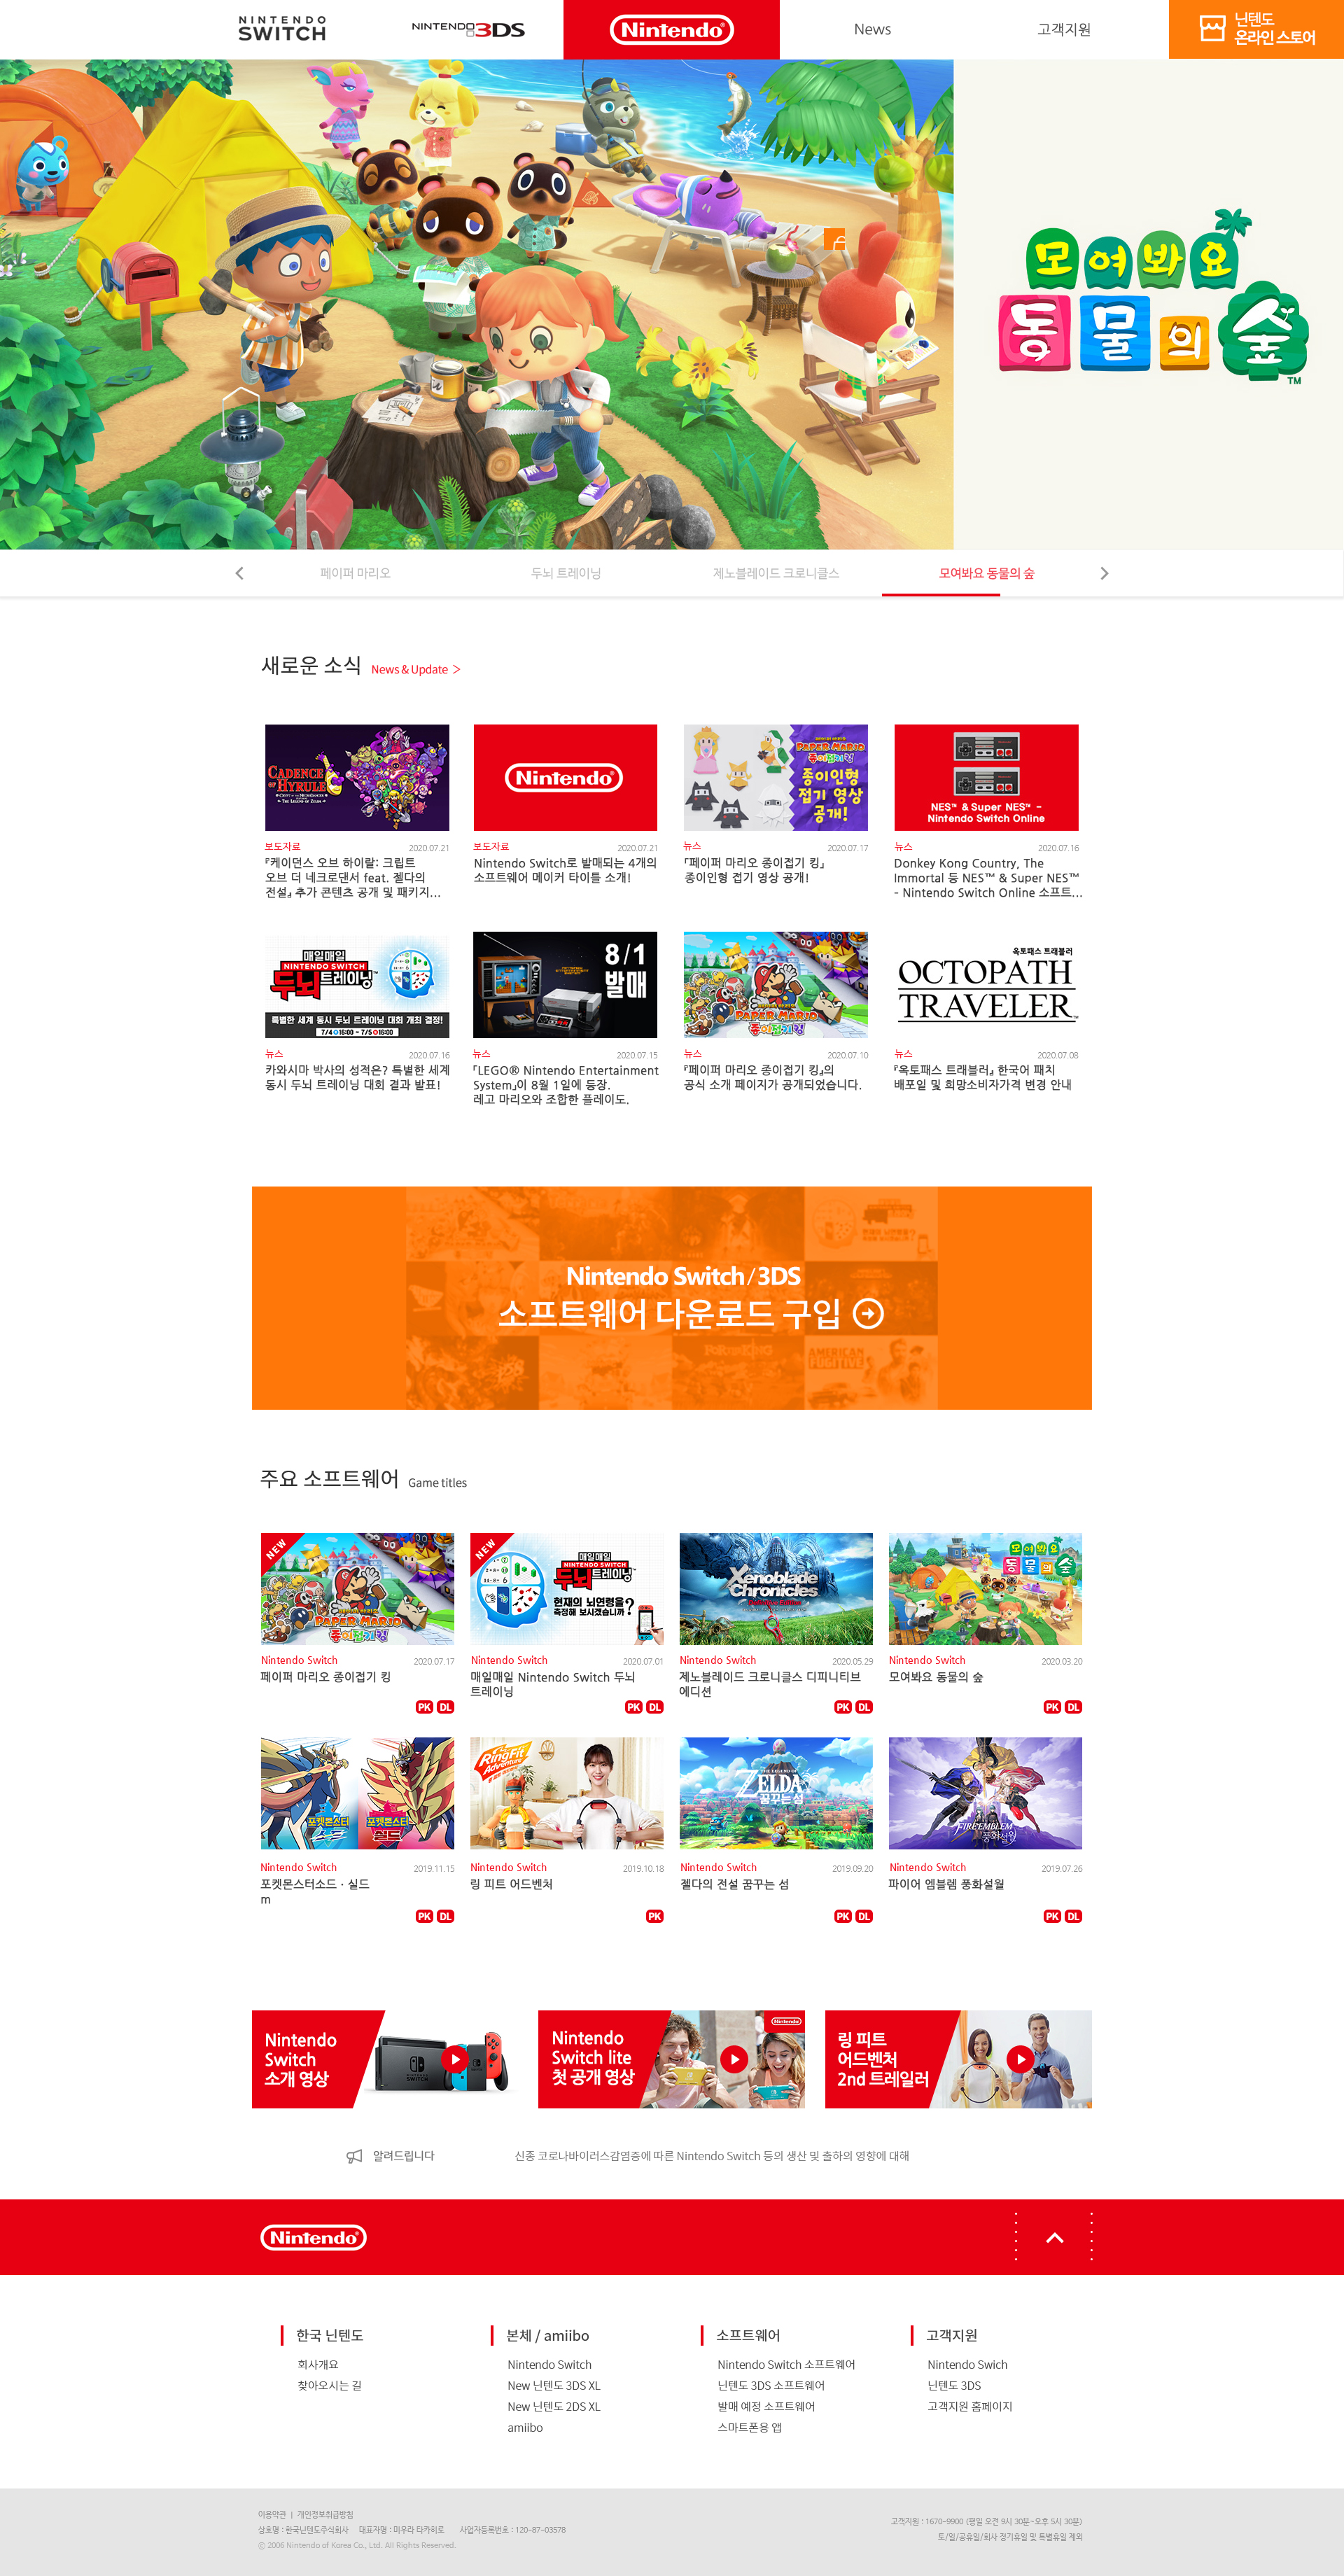 NINTENDO
SWITCH
NINTENDO 3DS
Nintendo
News
고객지원
닌텐도
온라인 스토어
모여봐요
동물의 숲
TM
페이퍼 마리오
두뇌 트레이닝
제노블레이드 크로니클스
모여봐요 동물의 숲
새로운 소식 News & Update >
CADENCE
OF HYRULE
THE LEGEND OF ZELDA
Nintendo
PAPER MARIO
종이접기 킹
종이인형
접기 영상
공개!
NES™ & Super NES™ –
Nintendo Switch Online
보도자료 2020.07.21
『케이던스 오브 하이랄: 크립트
오브 더 네크로댄서 feat. 젤다의
전설』 추가 콘텐츠 공개 및 패키지...
보도자료 2020.07.21
Nintendo Switch로 발매되는 4개의
소프트웨어 메이커 타이틀 소개!
뉴스 2020.07.17
「페이퍼 마리오 종이접기 킹」
종이인형 접기 영상 공개!
뉴스 2020.07.16
Donkey Kong Country, The
Immortal 등 NES™ & Super NES™
– Nintendo Switch Online 소프트...
매일매일
NINTENDO SWITCH
두뇌 트레이닝
특별한 세계 동시 두뇌 트레이닝 대회 개최 결정!
7/4 16:00 ~ 7/5 16:00
8/1
발매
PAPER MARIO
종이접기 킹
옥토패스 트래블러
OCTOPATH
TRAVELER
뉴스 2020.07.16
카와시마 박사의 성적은? 특별한 세계
동시 두뇌 트레이닝 대회 결과 발표!
뉴스 2020.07.15
「LEGO® Nintendo Entertainment
System」이 8월 1일에 등장.
레고 마리오와 조합한 플레이도.
뉴스 2020.07.10
『페이퍼 마리오 종이접기 킹』의
공식 소개 페이지가 공개되었습니다.
뉴스 2020.07.08
『옥토패스 트래블러』 한국어 패치
배포일 및 희망소비자가격 변경 안내
Nintendo Switch / 3DS
소프트웨어 다운로드 구입
AMERICAN
FUGITIVE
주요 소프트웨어 Game titles
NEW
PAPER MARIO
종이접기 킹
NEW
매일매일
NINTENDO SWITCH
두뇌 트레이닝
현재의 뇌연령을
측정해 보시겠습니까?
Xenoblade
Chronicles
Definitive Edition
모여봐요
동물의 숲
Nintendo Switch 2020.07.17
페이퍼 마리오 종이접기 킹
PK DL
Nintendo Switch 2020.07.01
매일매일 Nintendo Switch 두뇌
트레이닝
PK DL
Nintendo Switch 2020.05.29
제노블레이드 크로니클스 디피니티브
에디션
PK DL
Nintendo Switch 2020.03.20
모여봐요 동물의 숲
PK DL
포켓몬스터
소드
포켓몬스터
실드
Ring Fit
Adventure
THE LEGEND OF
ZELDA
꿈꾸는 섬
FIRE EMBLEM
풍화설월
Nintendo Switch 2019.11.15
포켓몬스터소드 · 실드
m
PK DL
Nintendo Switch 2019.10.18
링 피트 어드벤처
PK
Nintendo Switch 2019.09.20
젤다의 전설 꿈꾸는 섬
PK DL
Nintendo Switch 2019.07.26
파이어 엠블렘 풍화설월
PK DL
Nintendo
Switch
소개 영상
NINTENDO
SWITCH
Nintendo
Switch lite
첫 공개 영상
Nintendo
링 피트
어드벤처
2nd 트레일러
알려드립니다
신종 코로나바이러스감염증에 따른 Nintendo Switch 등의 생산 및 출하의 영향에 대해
Nintendo
한국 닌텐도
회사개요
찾아오시는 길
본체 / amiibo
Nintendo Switch
New 닌텐도 3DS XL
New 닌텐도 2DS XL
amiibo
소프트웨어
Nintendo Switch 소프트웨어
닌텐도 3DS 소프트웨어
발매 예정 소프트웨어
스마트폰용 앱
고객지원
Nintendo Swich
닌텐도 3DS
고객지원 홈페이지
이용약관 | 개인정보취급방침
상호명 : 한국닌텐도주식회사 대표자명 : 미우라 타카히로 사업자등록번호 : 120-87-03578
ⓒ 2006 Nintendo of Korea Co., Ltd. All Rights Reserved.
고객지원 : 1670-9900 (평일 오전 9시 30분~오후 5시 30분)
토/일/공휴일/회사 정기휴일 및 특별휴일 제외